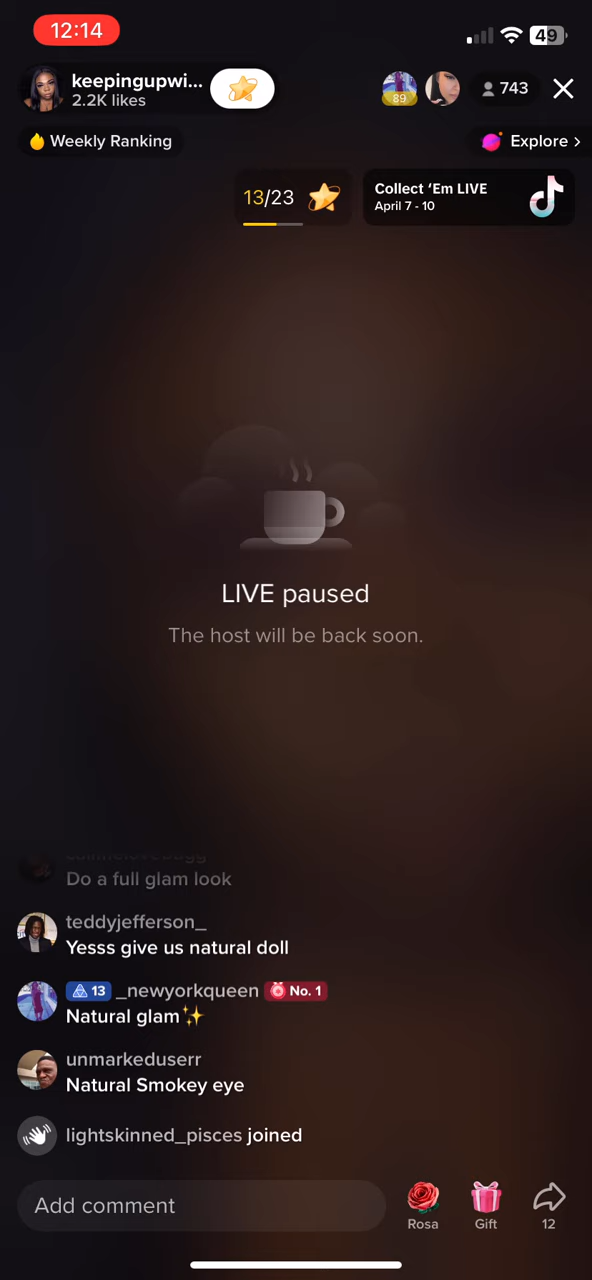 12:14
49
keepingupwi...
2.2K likes
89
743
Weekly Ranking
Explore >
13/23
Collect ‘Em LIVE
April 7 - 10
LIVE paused
The host will be back soon.
Do a full glam look
teddyjefferson_
Yesss give us natural doll
13 _newyorkqueen No. 1
Natural glam✨
unmarkeduserr
Natural Smokey eye
lightskinned_pisces joined
Add comment
Rosa
Gift
12